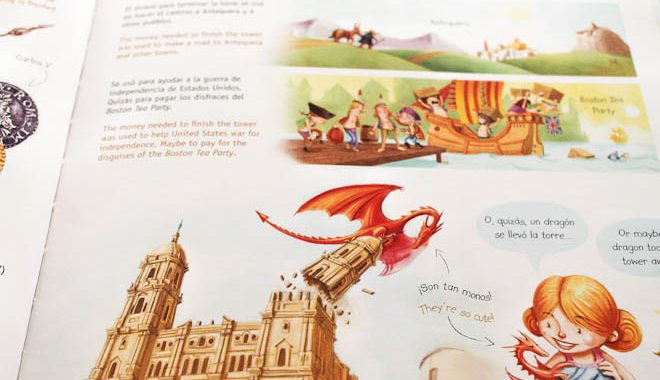 El dinero para terminar la torre se usó
en hacer el camino a Antequera y a
otros pueblos.
The money needed to finish the tower
was used to make a road to Antequera
and other towns.
Carlos V
Se usó para ayudar a la guerra de
independencia de Estados Unidos.
Quizás para pagar los disfraces del
Boston Tea Party.
The money needed to finish the tower
was used to help United States war for
independence. Maybe to pay for the
disguises of the Boston Tea Party.
Antequera
Boston Tea
Party
O, quizás, un dragón
se llevó la torre...
Or maybe
dragon too
tower aw
¡Son tan monos!
They're so cute!